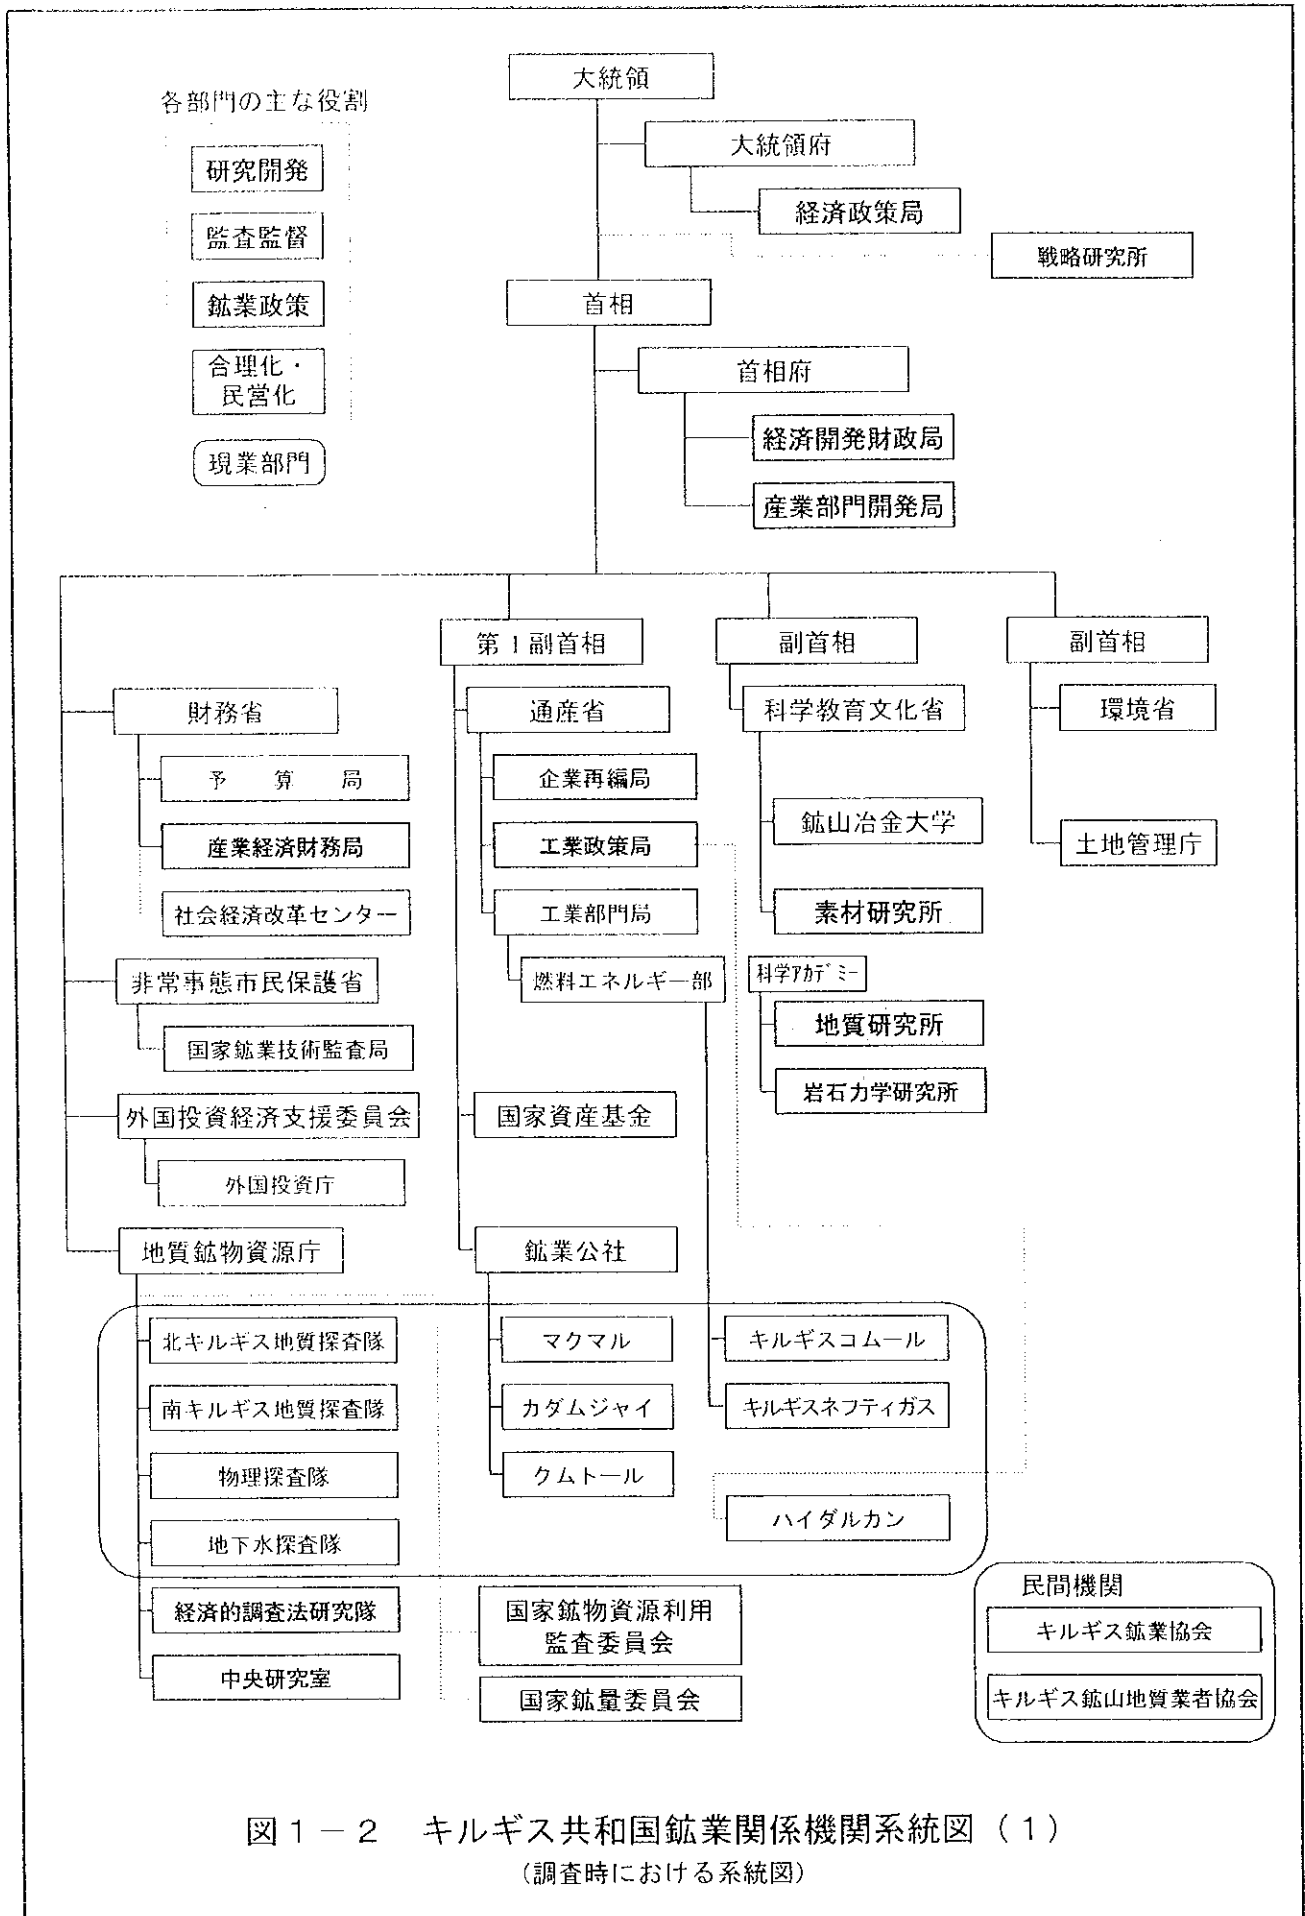 大統領
各部門の主な役割
研究開発
監査監督
鉱業政策
合理化・
民営化
現業部門
大統領府
経済政策局
戦略研究所
首相
首相府
経済開発財政局
産業部門開発局
第1副首相
副首相
副首相
財務省
予算局
産業経済財務局
社会経済改革センター
非常事態市民保護省
国家鉱業技術監査局
外国投資経済支援委員会
外国投資庁
地質鉱物資源庁
北キルギス地質探査隊
南キルギス地質探査隊
物理探査隊
地下水探査隊
経済的調査法研究隊
中央研究室
通産省
企業再編局
工業政策局
工業部門局
燃料エネルギー部
国家資産基金
鉱業公社
マクマル
カダムジャイ
クムトール
国家鉱物資源利用
監査委員会
国家鉱量委員会
科学教育文化省
鉱山冶金大学
素材研究所
科学アカデミー
地質研究所
岩石力学研究所
キルギスコムール
キルギスネフティガス
ハイダルカン
環境省
土地管理庁
民間機関
キルギス鉱業協会
キルギス鉱山地質業者協会
図1－2 キルギス共和国鉱業関係機関系統図（1）
（調査時における系統図）